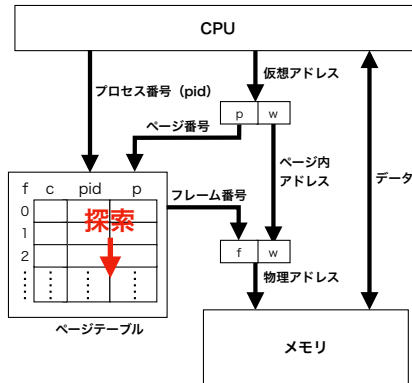 CPU
仮想アドレス
プロセス番号（pid）
p w
ページ番号
ページ内
アドレス
データ
f c pid p
フレーム番号
0
探索
1
2
f w
物理アドレス
ページテーブル
メモリ